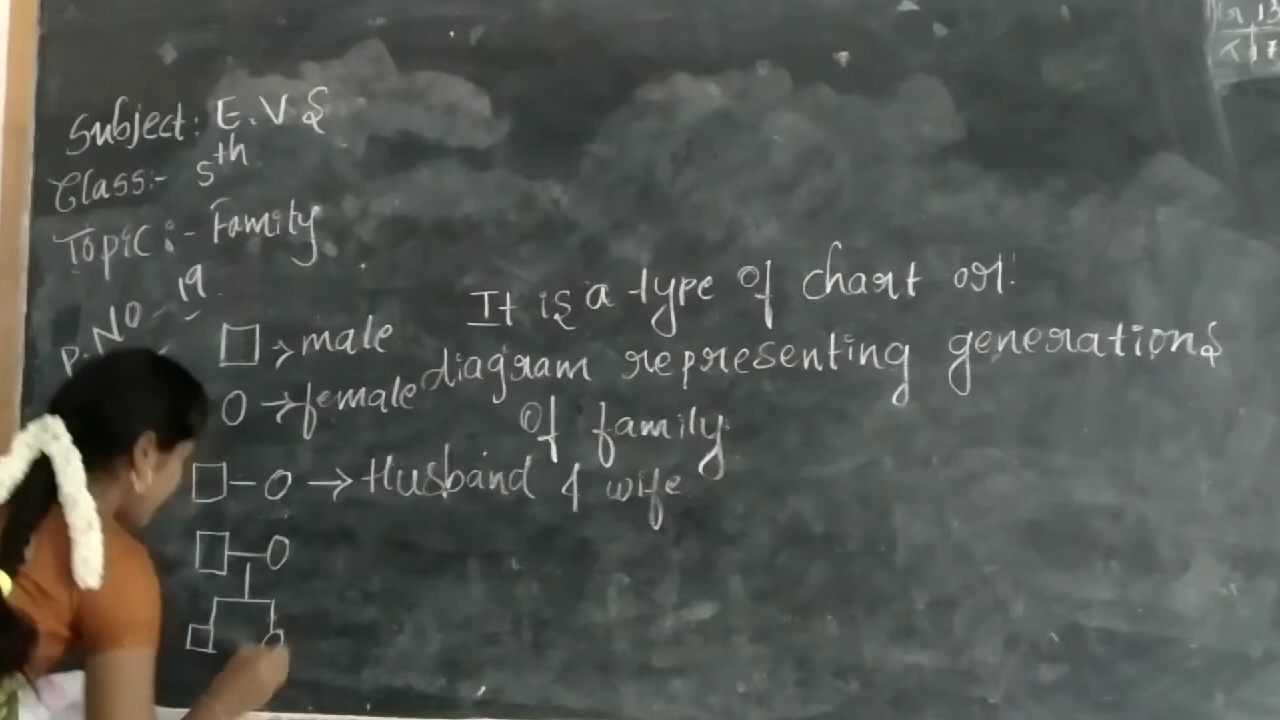 Subject: E.V.S
Class:- 5th
Topic:- Family
P.NO - 19
It is a type of chart or
diagram representing generations
of family
□ → male
O → female
□-O → Husband & wife